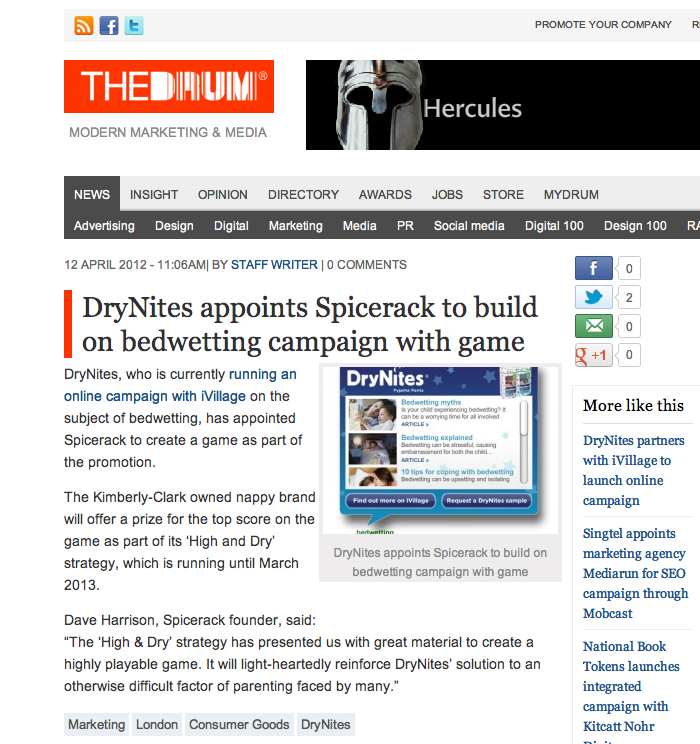 PROMOTE YOUR COMPANY
THE DRUM®
MODERN MARKETING & MEDIA
Hercules
NEWS INSIGHT OPINION DIRECTORY AWARDS JOBS STORE MYDRUM
Advertising Design Digital Marketing Media PR Social media Digital 100 Design 100
12 APRIL 2012 - 11:06AM| BY STAFF WRITER | 0 COMMENTS
DryNites appoints Spicerack to build
on bedwetting campaign with game
DryNites, who is currently running an
online campaign with iVillage on the
subject of bedwetting, has appointed
Spicerack to create a game as part of
the promotion.
The Kimberly-Clark owned nappy brand
will offer a prize for the top score on the
game as part of its ‘High and Dry’
strategy, which is running until March
2013.
DryNites
Pyjama Pants
Bedwetting myths
Is your child experiencing bedwetting? It
can be a worrying time for all involved
ARTICLE »
Bedwetting explained
Bedwetting can be stressful, causing
embarrassment for both the child...
ARTICLE »
10 tips for coping with bedwetting
Bedwetting can be upsetting and isolating
Find out more on iVillage Request a DryNites sample
bedwetting
DryNites appoints Spicerack to build on
bedwetting campaign with game
Dave Harrison, Spicerack founder, said:
“The ‘High & Dry’ strategy has presented us with great material to create a
highly playable game. It will light-heartedly reinforce DryNites’ solution to an
otherwise difficult factor of parenting faced by many.”
Marketing London Consumer Goods DryNites
f 0
2
0
g +1 0
More like this
DryNites partners
with iVillage to
launch online
campaign
Singtel appoints
marketing agency
Mediarun for SEO
campaign through
Mobcast
National Book
Tokens launches
integrated
campaign with
Kitcatt Nohr